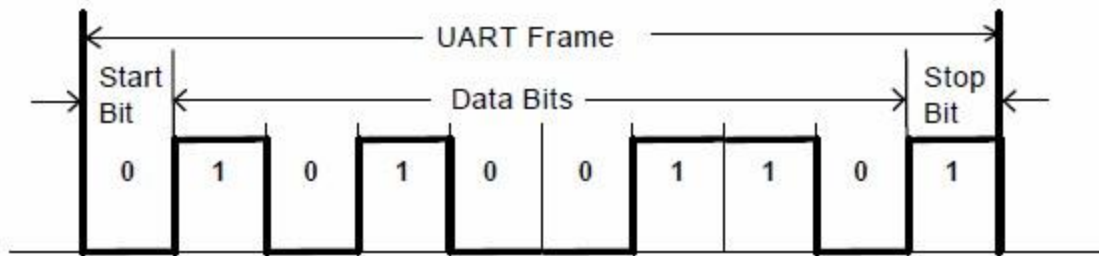 UART Frame
Start
Bit
Data Bits
Stop
Bit
0 1 0 1 0 0 1 1 0 1